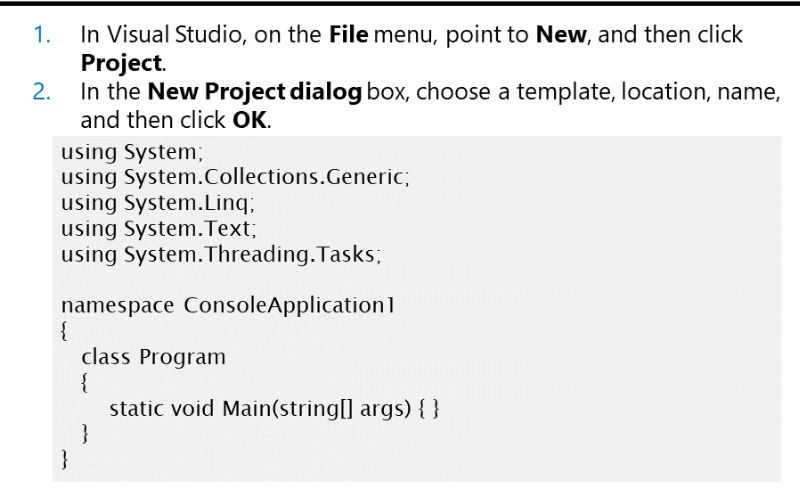 1. In Visual Studio, on the File menu, point to New, and then click
Project.
2. In the New Project dialog box, choose a template, location, name,
and then click OK.
using System;
using System.Collections.Generic;
using System.Linq;
using System.Text;
using System.Threading.Tasks;
namespace ConsoleApplication1
{
class Program
{
static void Main(string[] args) { }
}
}